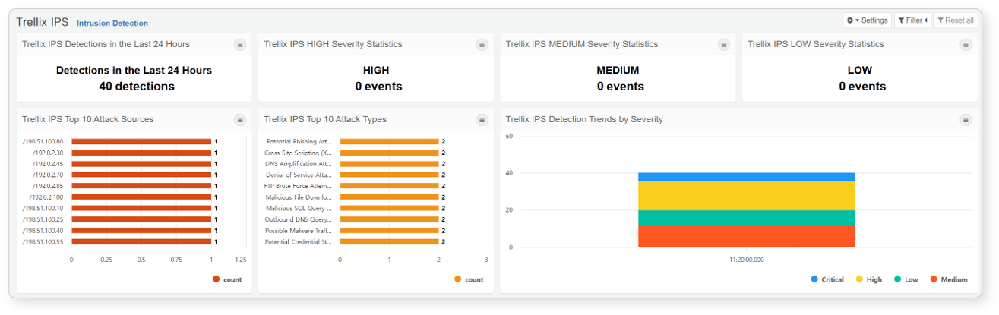 Trellix IPS Intrusion Detection
Settings Filter Reset all
Trellix IPS Detections in the Last 24 Hours
Detections in the Last 24 Hours
40 detections
Trellix IPS HIGH Severity Statistics
HIGH
0 events
Trellix IPS MEDIUM Severity Statistics
MEDIUM
0 events
Trellix IPS LOW Severity Statistics
LOW
0 events
Trellix IPS Top 10 Attack Sources
/198.51.100.80 1
/192.0.2.30 1
/192.0.2.45 1
/192.0.2.70 1
/192.0.2.85 1
/192.0.2.100 1
/198.51.100.10 1
/198.51.100.25 1
/198.51.100.40 1
/198.51.100.55 1
0 0.25 0.5 0.75 1 1.25
count
Trellix IPS Top 10 Attack Types
Potential Phishing Att... 2
Cross Site Scripting (X... 2
DNS Amplification Att... 2
Denial of Service Atta... 2
FTP Brute Force Attem... 2
Malicious File Downlo... 2
Malicious SQL Query ... 2
Outbound DNS Query... 2
Possible Malware Traff... 2
Potential Credential St... 2
0 1 2 3
count
Trellix IPS Detection Trends by Severity
60
40
20
0
11:20:00.000
Critical High Low Medium